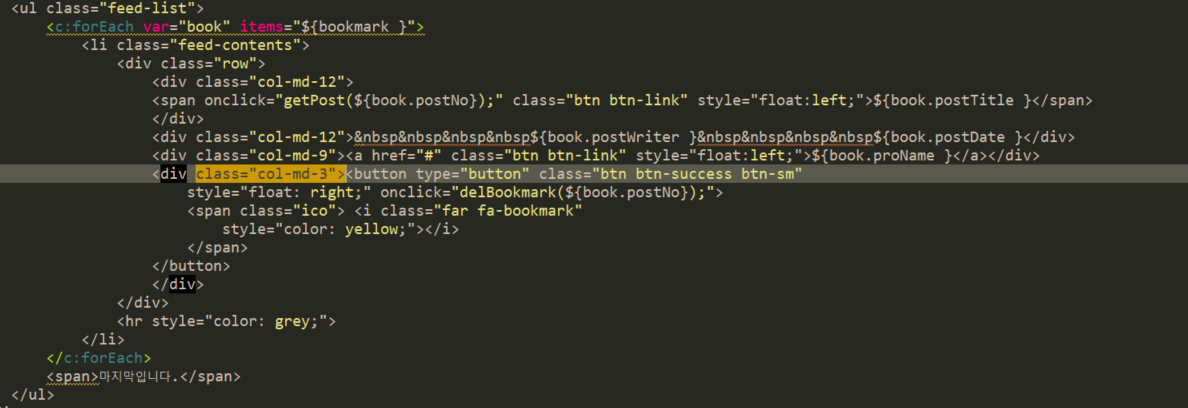 <ul class="feed-list">
<c:forEach var="book" items="${bookmark }">
<li class="feed-contents">
<div class="row">
<div class="col-md-12">
<span onclick="getPost(${book.postNo});" class="btn btn-link" style="float:left;">${book.postTitle }</span>
</div>
<div class="col-md-12">&nbsp&nbsp&nbsp&nbsp${book.postWriter }&nbsp&nbsp&nbsp&nbsp${book.postDate }</div>
<div class="col-md-9"><a href="#" class="btn btn-link" style="float:left;">${book.proName }</a></div>
<div class="col-md-3"><button type="button" class="btn btn-success btn-sm"
style="float: right;" onclick="delBookmark(${book.postNo});">
<span class="ico"> <i class="far fa-bookmark"
style="color: yellow;"></i>
</span>
</button>
</div>
</div>
<hr style="color: grey;">
</li>
</c:forEach>
<span>마지막입니다.</span>
</ul>